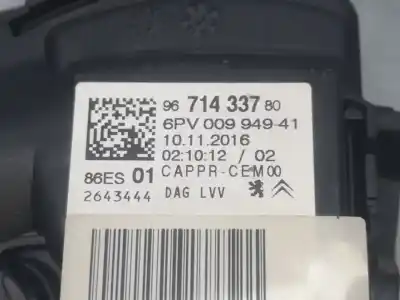 96 714 337 80
6PV 009 949-41
10.11.2016
02:10:12 / 02
86ES 01 CAPPR-CEM00
2643444 DAG LVV